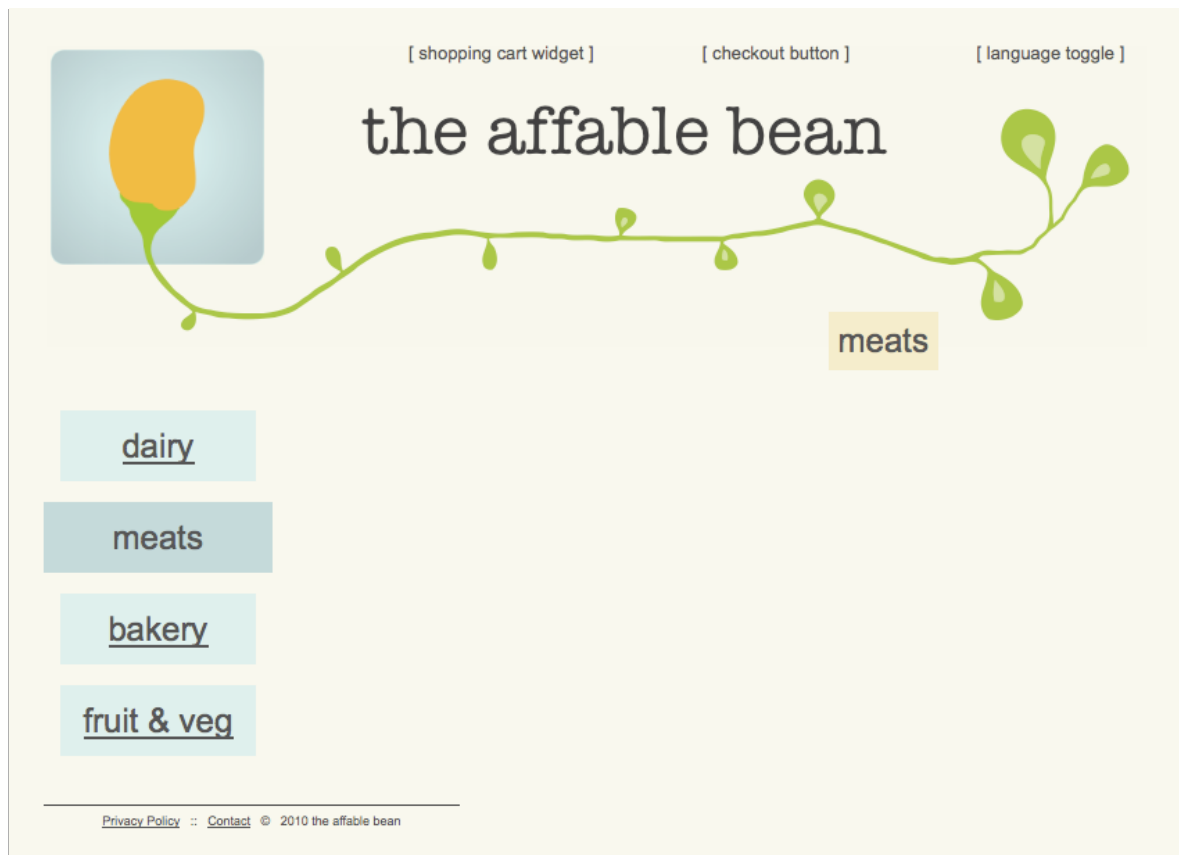 [ shopping cart widget ] [ checkout button ] [ language toggle ]
the affable bean
meats
dairy
meats
bakery
fruit & veg
Privacy Policy :: Contact © 2010 the affable bean